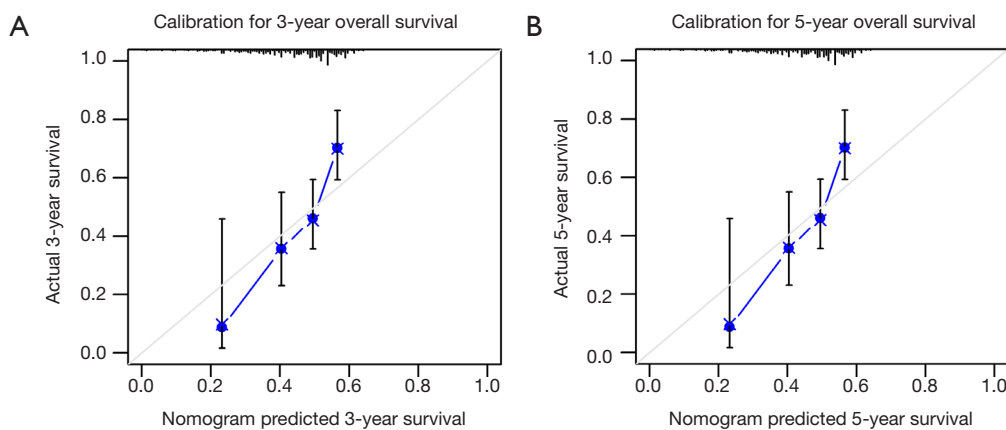 A
Calibration for 3-year overall survival
Actual 3-year survival
1.0
0.8
0.6
0.4
0.2
0.0
0.0 0.2 0.4 0.6 0.8 1.0
Nomogram predicted 3-year survival
B
Calibration for 5-year overall survival
Actual 5-year survival
1.0
0.8
0.6
0.4
0.2
0.0
0.0 0.2 0.4 0.6 0.8 1.0
Nomogram predicted 5-year survival